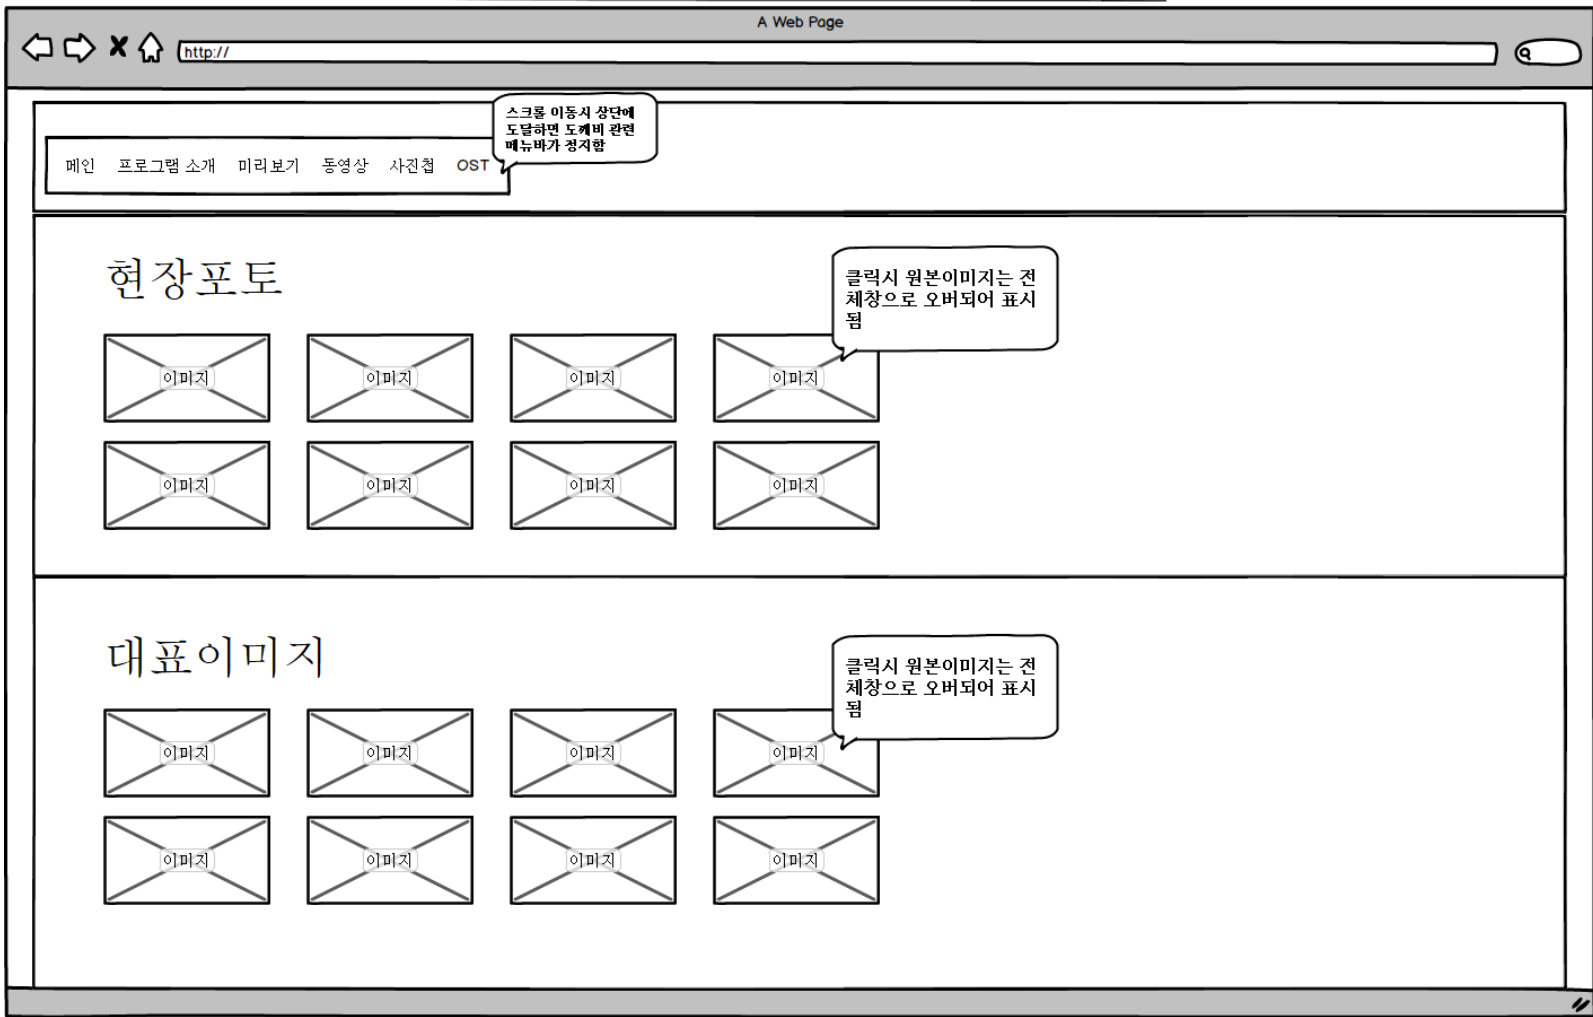 A Web Page
http://
스크롤 이동시 상단에
도달하면 도깨비 관련
메뉴바가 정지함
메인 프로그램 소개 미리보기 동영상 사진첩 OST
현장포토
클릭시 원본이미지는 전
체창으로 오버되어 표시
됨
이미지 이미지 이미지 이미지
이미지 이미지 이미지 이미지
대표이미지
클릭시 원본이미지는 전
체창으로 오버되어 표시
됨
이미지 이미지 이미지 이미지
이미지 이미지 이미지 이미지